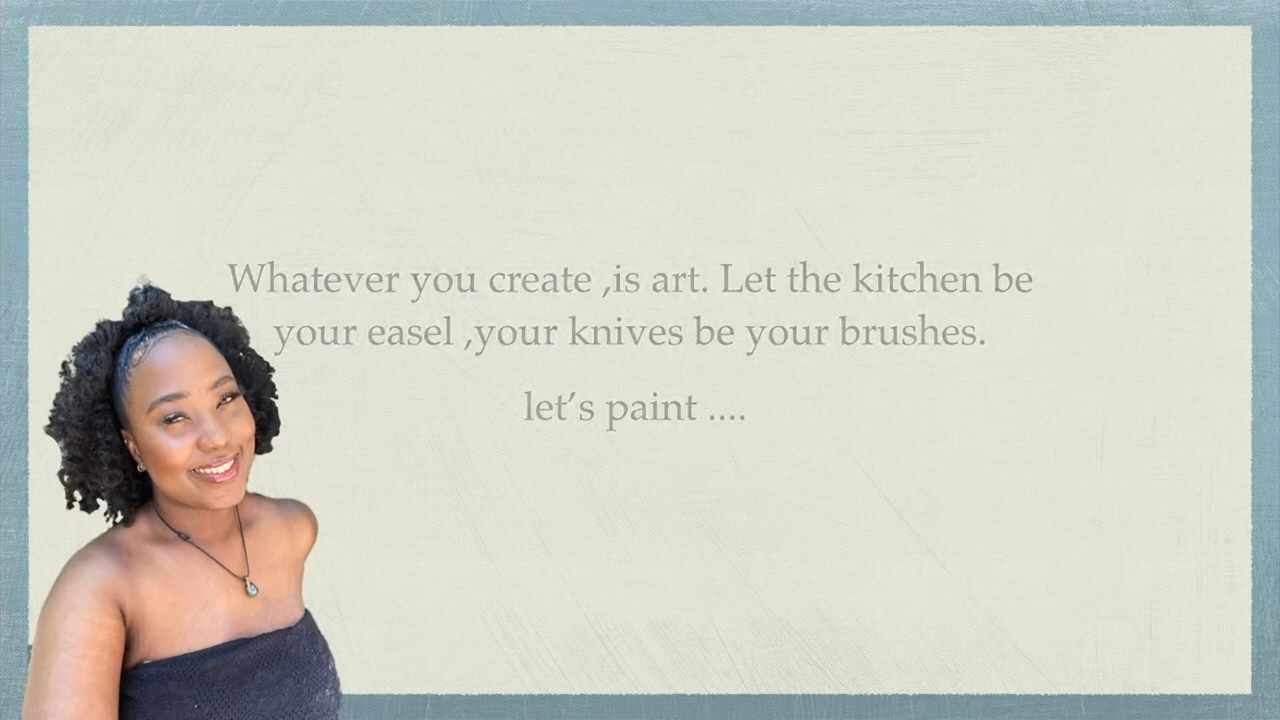 Whatever you create ,is art. Let the kitchen be
your easel ,your knives be your brushes.
let’s paint ....